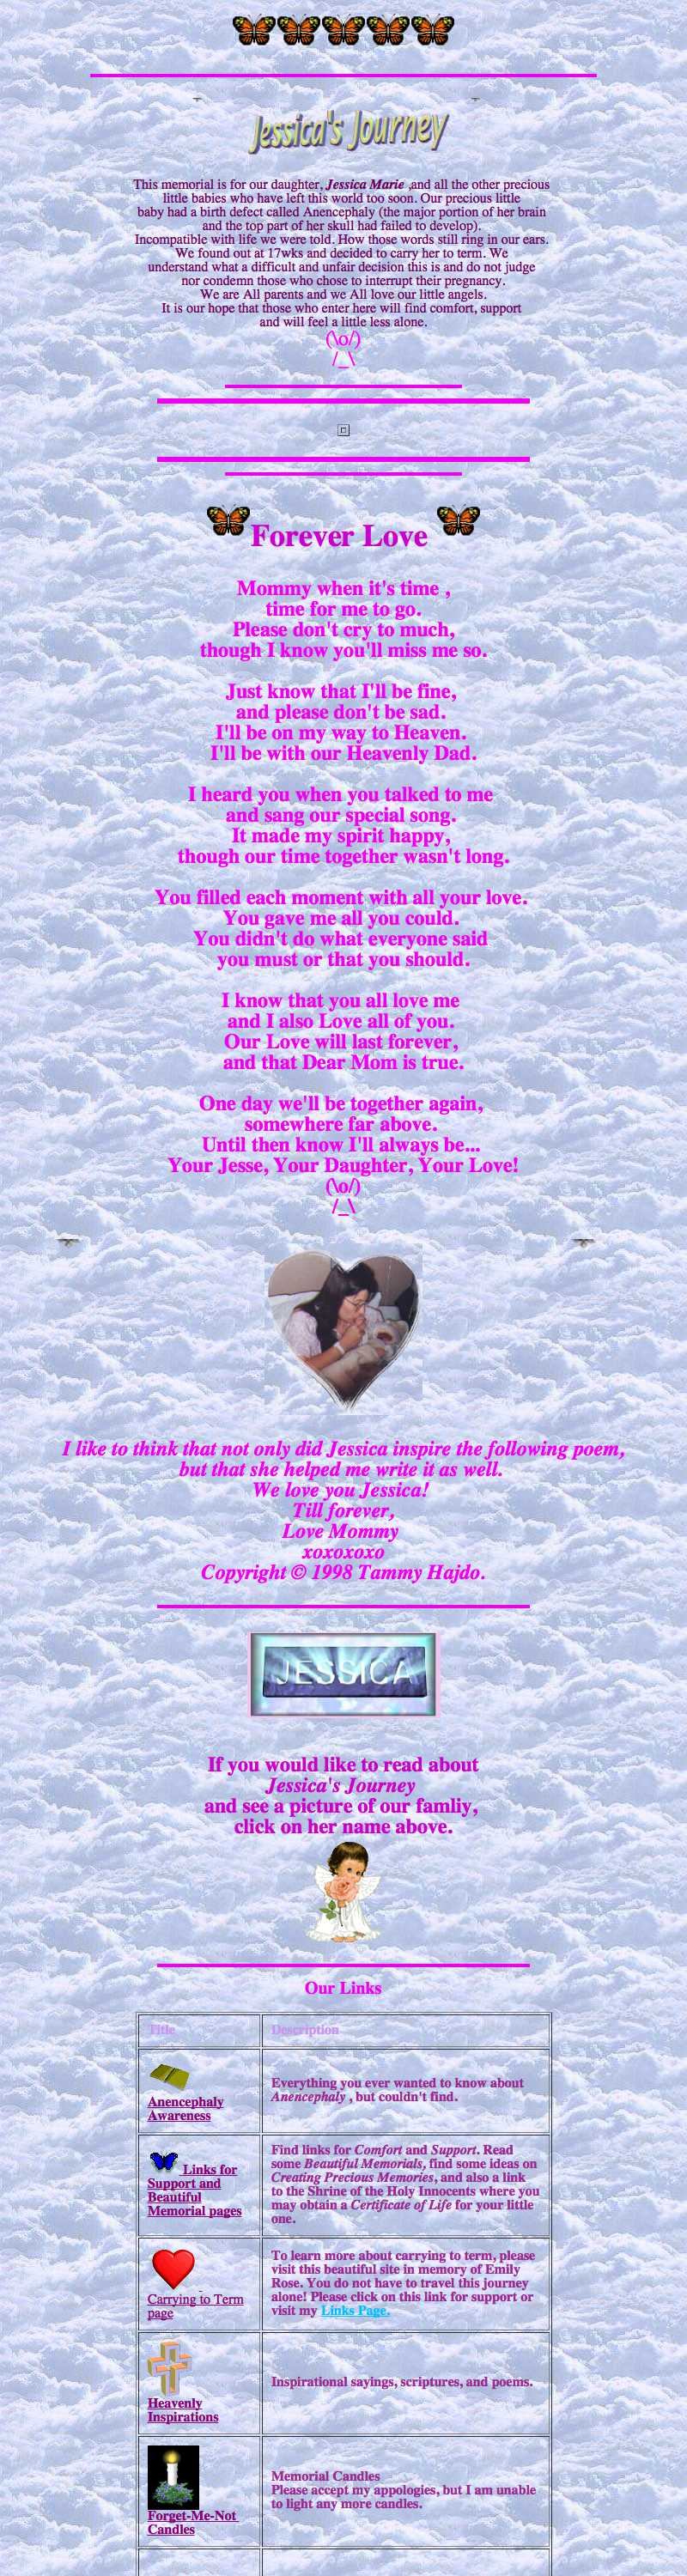 Jessica's Journey
This memorial is for our daughter, Jessica Marie ,and all the other precious
little babies who have left this world too soon. Our precious little
baby had a birth defect called Anencephaly (the major portion of her brain
and the top part of her skull had failed to develop).
Incompatible with life we were told. How those words still ring in our ears.
We found out at 17wks and decided to carry her to term. We
understand what a difficult and unfair decision this is and do not judge
nor condemn those who chose to interrupt their pregnancy.
We are All parents and we All love our little angels.
It is our hope that those who enter here will find comfort, support
and will feel a little less alone.
(\o/)
/_\
Forever Love
Mommy when it's time ,
time for me to go.
Please don't cry to much,
though I know you'll miss me so.
Just know that I'll be fine,
and please don't be sad.
I'll be on my way to Heaven.
I'll be with our Heavenly Dad.
I heard you when you talked to me
and sang our special song.
It made my spirit happy,
though our time together wasn't long.
You filled each moment with all your love.
You gave me all you could.
You didn't do what everyone said
you must or that you should.
I know that you all love me
and I also Love all of you.
Our Love will last forever,
and that Dear Mom is true.
One day we'll be together again,
somewhere far above.
Until then know I'll always be...
Your Jesse, Your Daughter, Your Love!
(\o/)
/_\
I like to think that not only did Jessica inspire the following poem,
but that she helped me write it as well.
We love you Jessica!
Till forever,
Love Mommy
xoxoxoxo
Copyright © 1998 Tammy Hajdo.
JESSICA
If you would like to read about
Jessica's Journey
and see a picture of our famliy,
click on her name above.
Our Links
Title
Description
Anencephaly
Awareness
Everything you ever wanted to know about
Anencephaly , but couldn't find.
Links for
Support and
Beautiful
Memorial pages
Find links for Comfort and Support. Read
some Beautiful Memorials, find some ideas on
Creating Precious Memories, and also a link
to the Shrine of the Holy Innocents where you
may obtain a Certificate of Life for your little
one.
Carrying to Term
page
To learn more about carrying to term, please
visit this beautiful site in memory of Emily
Rose. You do not have to travel this journey
alone! Please click on this link for support or
visit my Links Page.
Heavenly
Inspirations
Inspirational sayings, scriptures, and poems.
Forget-Me-Not
Candles
Memorial Candles
Please accept my appologies, but I am unable
to light any more candles.